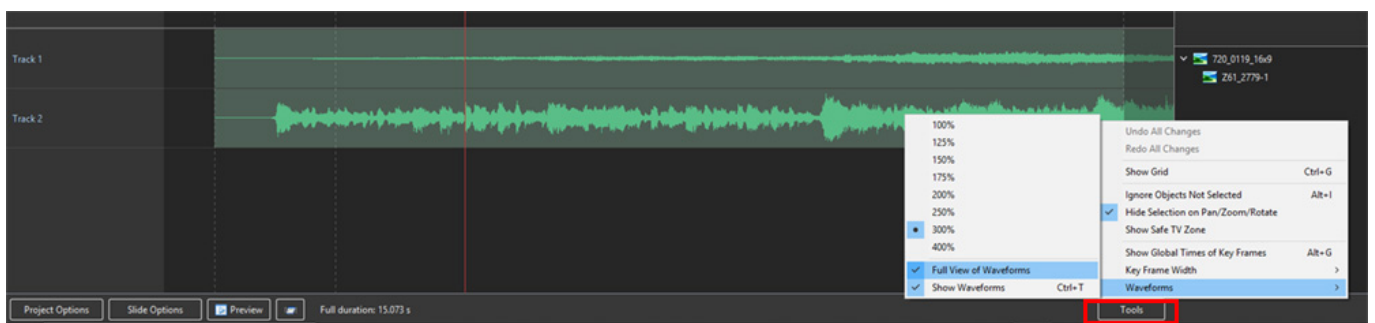 Track 1
Track 2
720_0119_16x9
Z61_2779-1
100%
125%
150%
175%
200%
250%
300%
400%
Full View of Waveforms
Show Waveforms Ctrl+T
Undo All Changes
Redo All Changes
Show Grid Ctrl+G
Ignore Objects Not Selected Alt+I
Hide Selection on Pan/Zoom/Rotate
Show Safe TV Zone
Show Global Times of Key Frames Alt+G
Key Frame Width
Waveforms
Project Options Slide Options Preview Full duration: 15.073 s Tools